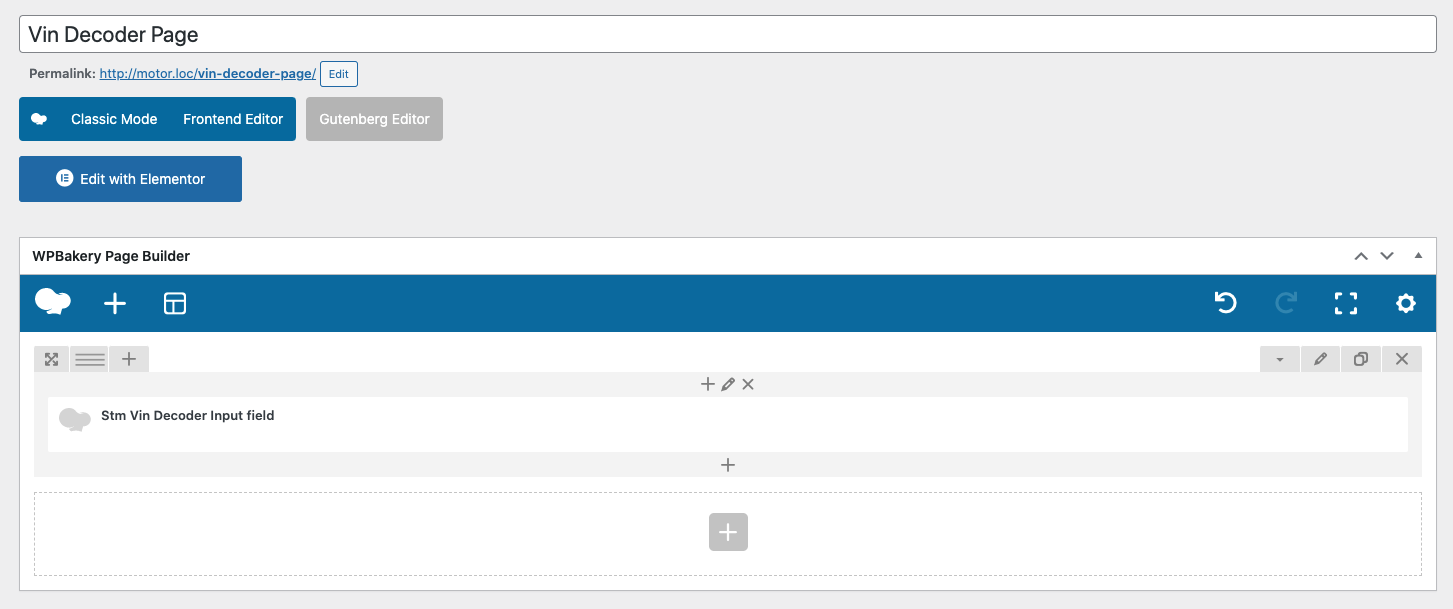 Vin Decoder Page
Permalink: http://motor.loc/vin-decoder-page/ Edit
Classic Mode Frontend Editor Gutenberg Editor
Edit with Elementor
WPBakery Page Builder
Stm Vin Decoder Input field